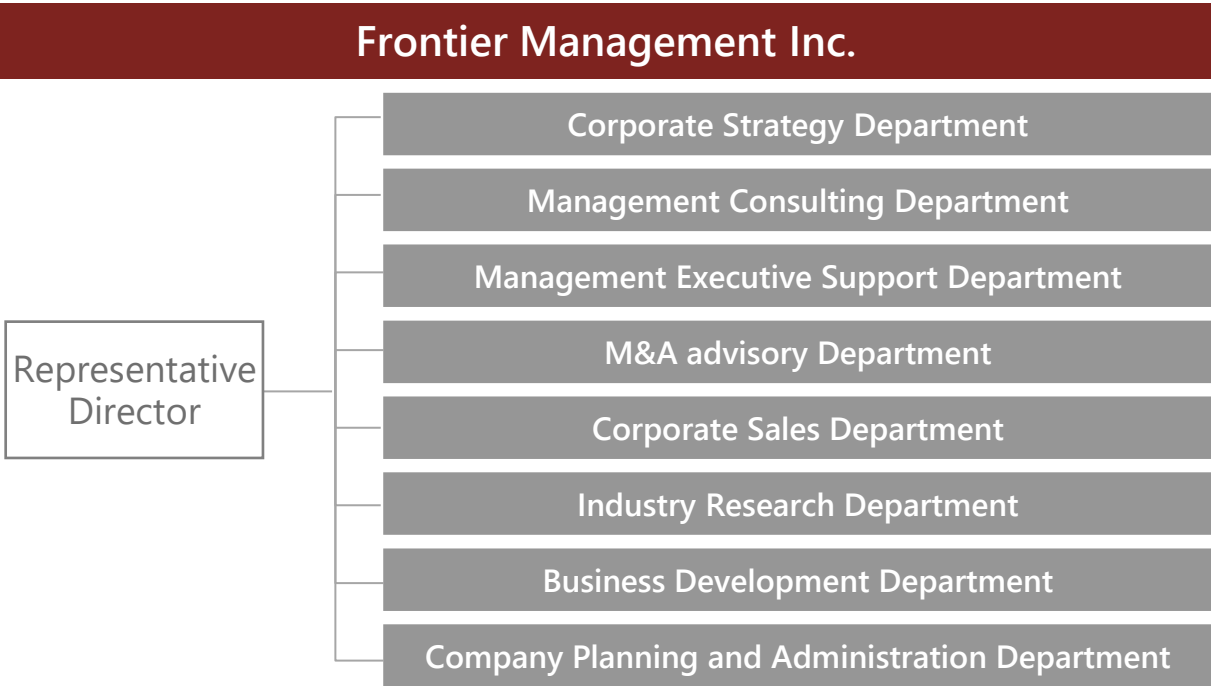 Frontier Management Inc.
Corporate Strategy Department
Management Consulting Department
Management Executive Support Department
M&A advisory Department
Representative
Director
Corporate Sales Department
Industry Research Department
Business Development Department
Company Planning and Administration Department